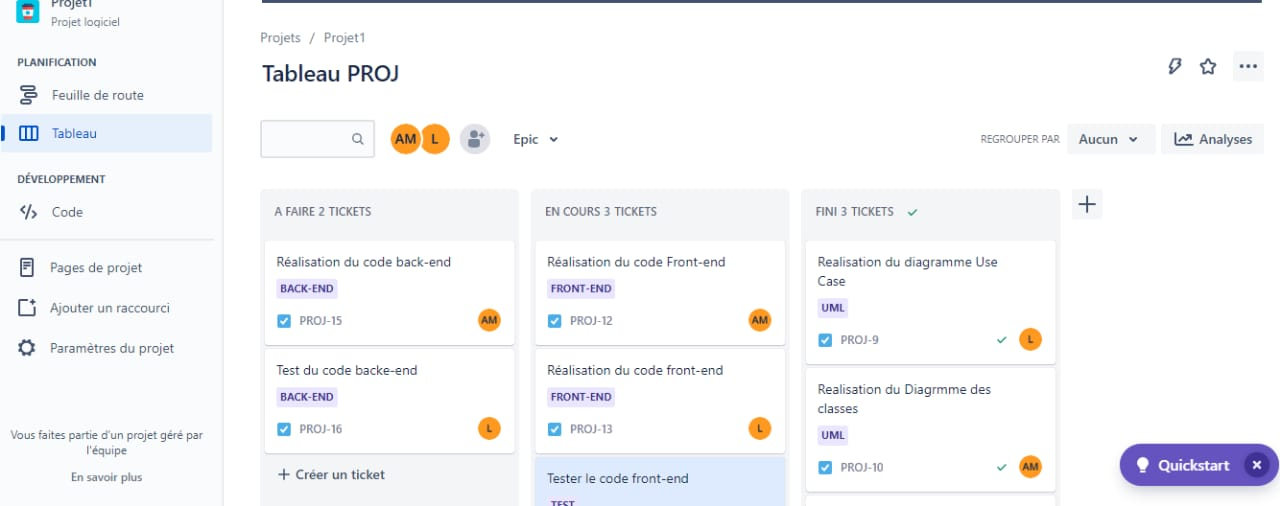 Projet1
Projet logiciel
PLANIFICATION
Feuille de route
Tableau
DÉVELOPPEMENT
Code
Pages de projet
Ajouter un raccourci
Paramètres du projet
Vous faites partie d'un projet géré par
l'équipe
En savoir plus
Projets / Projet1
Tableau PROJ
AM L Epic
REGROUPER PAR Aucun Analyses
A FAIRE 2 TICKETS
Réalisation du code back-end
BACK-END
PROJ-15 AM
Test du code backe-end
BACK-END
PROJ-16 L
+ Créer un ticket
EN COURS 3 TICKETS
Réalisation du code Front-end
FRONT-END
PROJ-12 AM
Réalisation du code front-end
FRONT-END
PROJ-13 L
Tester le code front-end
TEST
FINI 3 TICKETS
Realisation du diagramme Use
Case
UML
PROJ-9 L
Realisation du Diagrmme des
classes
UML
PROJ-10 AM
Quickstart